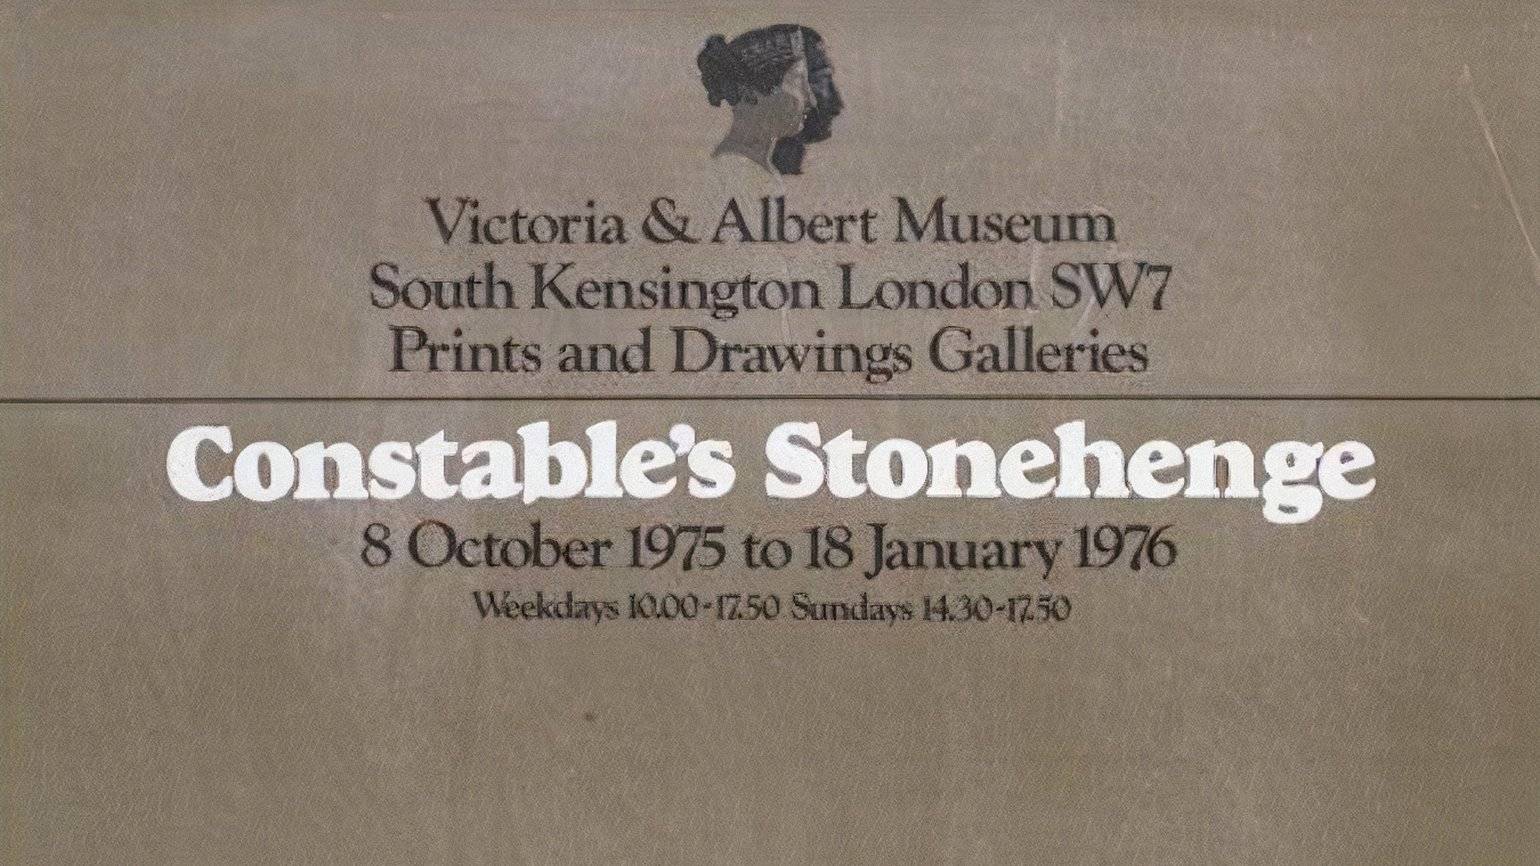 Victoria & Albert Museum
South Kensington London SW7
Prints and Drawings Galleries
Constable's Stonehenge
8 October 1975 to 18 January 1976
Weekdays 10.00-17.50 Sundays 14.30-17.50